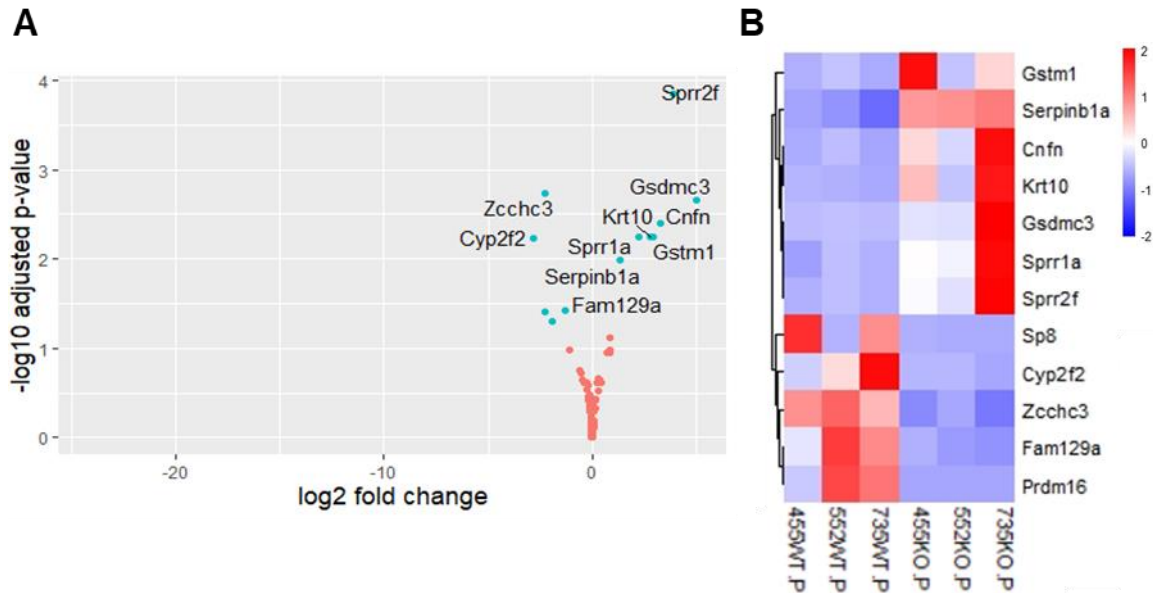 A
-log10 adjusted p-value
4
3
2
1
0
-20
-10
0
log2 fold change
Sprr2f
Gsdmc3
Zcchc3
Krt10
Cnfn
Cyp2f2
Sprr1a
Gstm1
Serpinb1a
Fam129a
B
Gstm1
Serpinb1a
Cnfn
Krt10
Gsdmc3
Sprr1a
Sprr2f
Sp8
Cyp2f2
Zcchc3
Fam129a
Prdm16
455WT.P
552WT.P
735WT.P
455KO.P
552KO.P
735KO.P
2
1
0
-1
-2